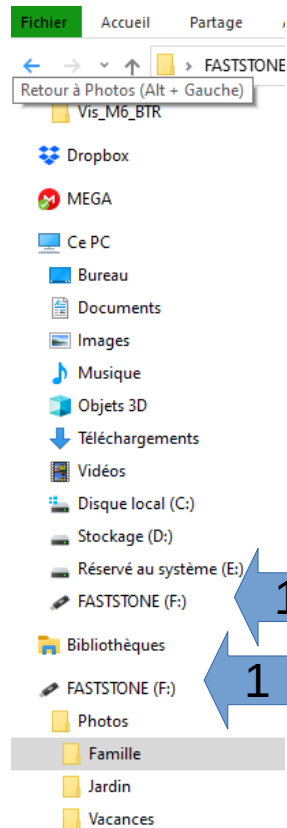 Fichier Accueil Partage
FASTSTONE
Retour à Photos (Alt + Gauche)
Vis_M6_BTR
Dropbox
MEGA
Ce PC
Bureau
Documents
Images
Musique
Objets 3D
Téléchargements
Vidéos
Disque local (C:)
Stockage (D:)
Réservé au système (E:)
FASTSTONE (F:) 1
Bibliothèques
FASTSTONE (F:) 1
Photos
Famille
Jardin
Vacances